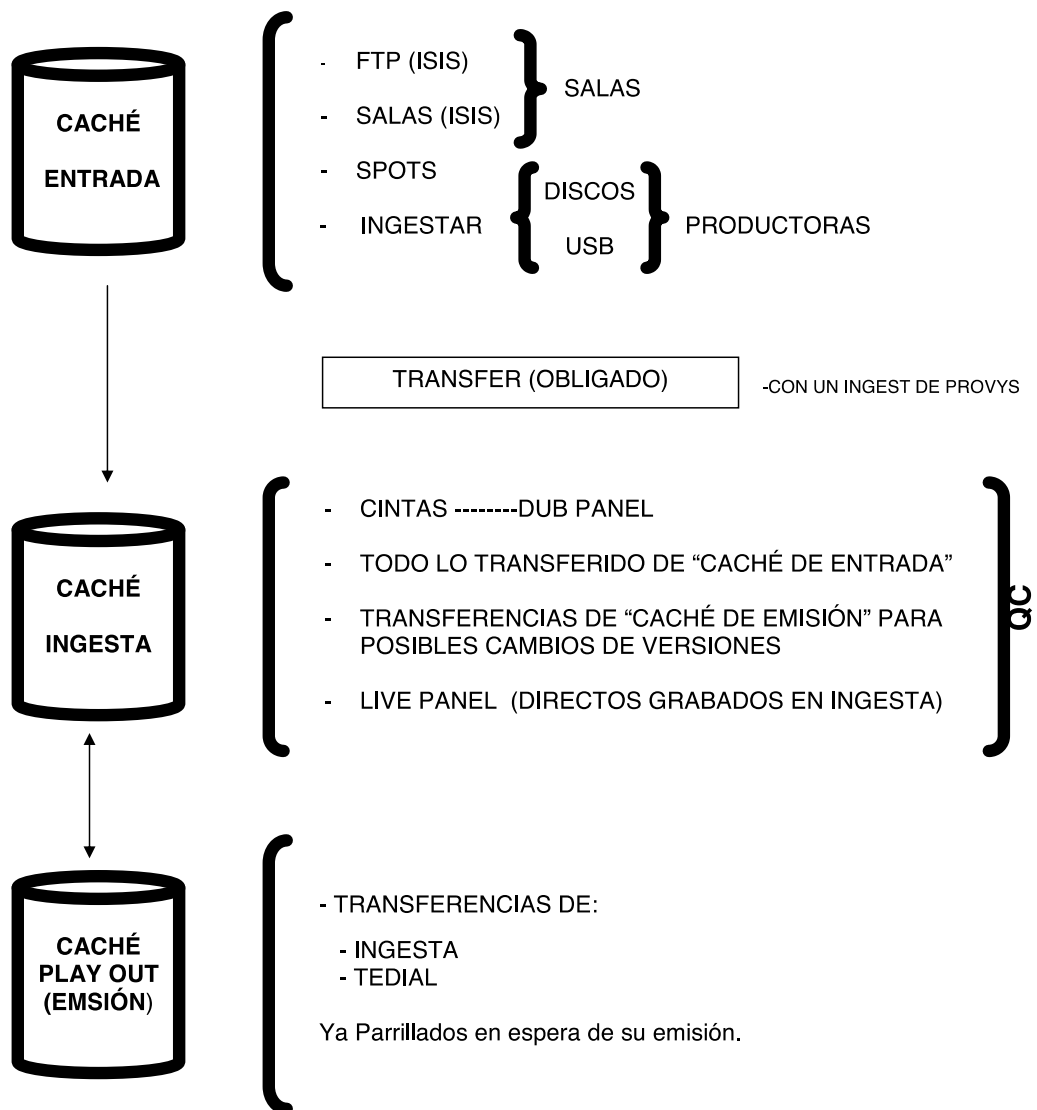 CACHÉ
ENTRADA
- FTP (ISIS)
- SALAS (ISIS)
SALAS
- SPOTS
- INGESTAR
DISCOS
USB
PRODUCTORAS
TRANSFER (OBLIGADO)
-CON UN INGEST DE PROVYS
CACHÉ
INGESTA
- CINTAS --------DUB PANEL
- TODO LO TRANSFERIDO DE “CACHÉ DE ENTRADA”
- TRANSFERENCIAS DE “CACHÉ DE EMISIÓN” PARA
POSIBLES CAMBIOS DE VERSIONES
- LIVE PANEL (DIRECTOS GRABADOS EN INGESTA)
QC
CACHÉ
PLAY OUT
(EMSIÓN)
- TRANSFERENCIAS DE:
- INGESTA
- TEDIAL
Ya Parrillados en espera de su emisión.